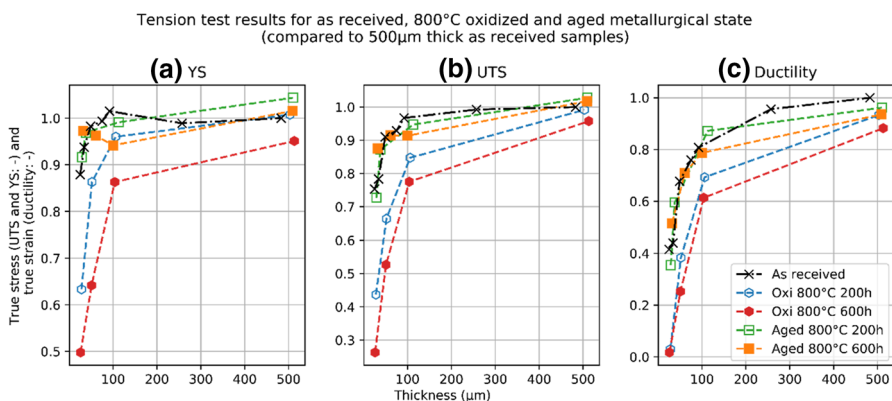 Tension test results for as received, 800°C oxidized and aged metallurgical state
(compared to 500μm thick as received samples)
(a) YS
(b) UTS
(c) Ductility
True stress (UTS and YS: -) and
true strain (ductility: -)
1.0
0.9
0.8
0.7
0.6
0.5
100 200 300 400 500
1.0
0.9
0.8
0.7
0.6
0.5
0.4
0.3
100 200 300 400 500
Thickness (μm)
1.0
0.8
0.6
0.4
0.2
0.0
100 200 300 400 500
As received
Oxi 800°C 200h
Oxi 800°C 600h
Aged 800°C 200h
Aged 800°C 600h